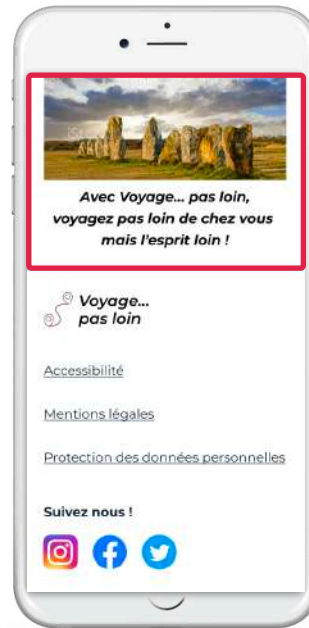 Avec Voyage... pas loin,
voyagez pas loin de chez vous
mais l'esprit loin !
Voyage...
pas loin
Accessibilité
Mentions légales
Protection des données personnelles
Suivez nous !